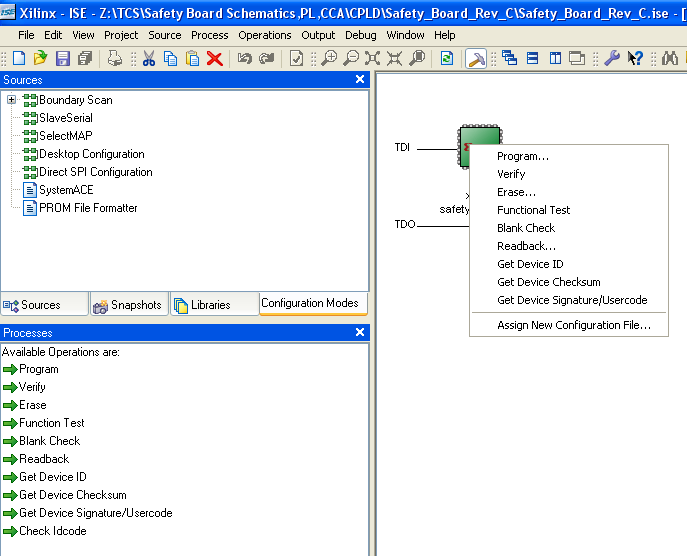 Xilinx - ISE - Z:\TCS\Safety Board Schematics,PL,CCA\CPLD\Safety_Board_Rev_C\Safety_Board_Rev_C.ise - [
File Edit View Project Source Process Operations Output Debug Window Help
Sources
Boundary Scan
SlaveSerial
SelectMAP
Desktop Configuration
Direct SPI Configuration
SystemACE
PROM File Formatter
Sources Snapshots Libraries Configuration Modes
Processes
Available Operations are:
Program
Verify
Erase
Function Test
Blank Check
Readback
Get Device ID
Get Device Checksum
Get Device Signature/Usercode
Check Idcode
TDI
safety
TDO
Program...
Verify
Erase...
Functional Test
Blank Check
Readback...
Get Device ID
Get Device Checksum
Get Device Signature/Usercode
Assign New Configuration File...